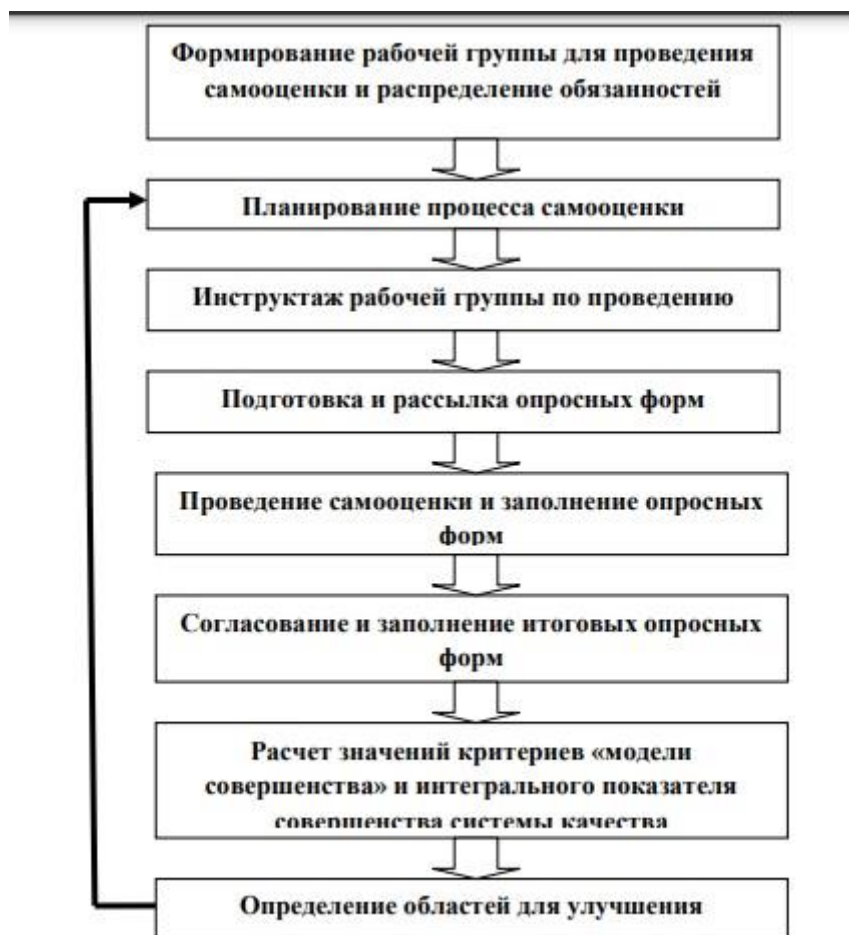 Формирование рабочей группы для проведения
самооценки и распределение обязанностей
Планирование процесса самооценки
Инструктаж рабочей группы по проведению
Подготовка и рассылка опросных форм
Проведение самооценки и заполнение опросных
форм
Согласование и заполнение итоговых опросных
форм
Расчет значений критериев «модели
совершенства» и интегрального показателя
совершенства системы качества
Определение областей для улучшения